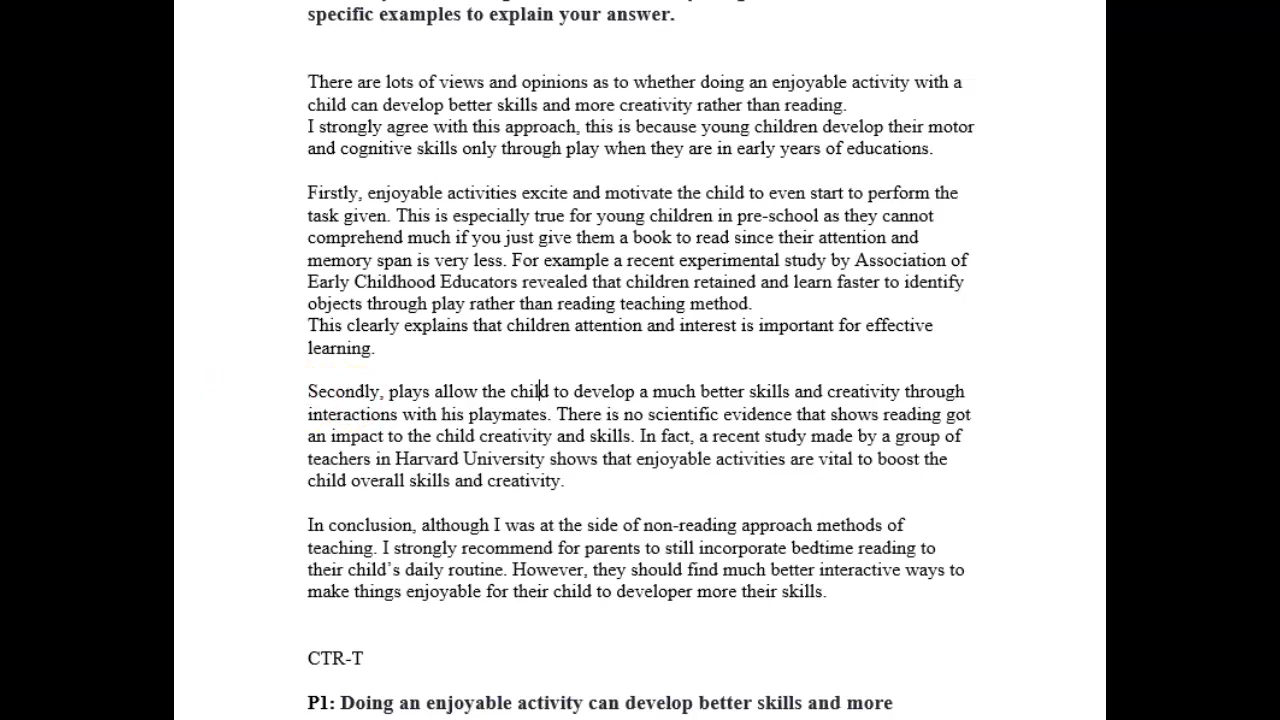 specific examples to explain your answer.
There are lots of views and opinions as to whether doing an enjoyable activity with a
child can develop better skills and more creativity rather than reading.
I strongly agree with this approach, this is because young children develop their motor
and cognitive skills only through play when they are in early years of educations.
Firstly, enjoyable activities excite and motivate the child to even start to perform the
task given. This is especially true for young children in pre-school as they cannot
comprehend much if you just give them a book to read since their attention and
memory span is very less. For example a recent experimental study by Association of
Early Childhood Educators revealed that children retained and learn faster to identify
objects through play rather than reading teaching method.
This clearly explains that children attention and interest is important for effective
learning.
Secondly, plays allow the child to develop a much better skills and creativity through
interactions with his playmates. There is no scientific evidence that shows reading got
an impact to the child creativity and skills. In fact, a recent study made by a group of
teachers in Harvard University shows that enjoyable activities are vital to boost the
child overall skills and creativity.
In conclusion, although I was at the side of non-reading approach methods of
teaching. I strongly recommend for parents to still incorporate bedtime reading to
their child’s daily routine. However, they should find much better interactive ways to
make things enjoyable for their child to developer more their skills.
CTR-T
P1: Doing an enjoyable activity can develop better skills and more